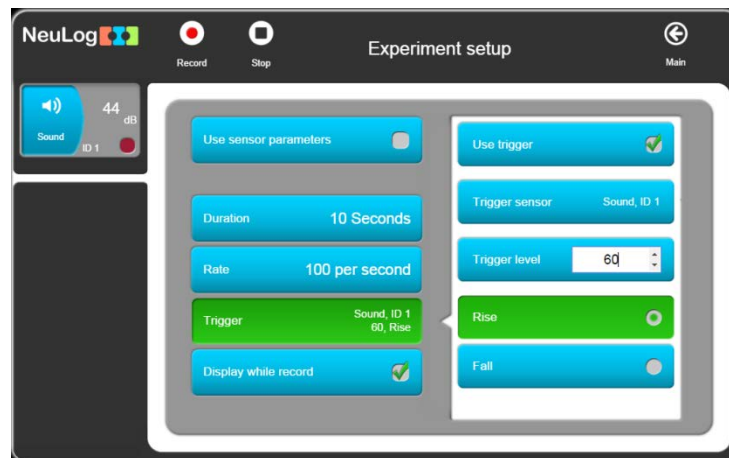 NeuLog
Record
Stop
Experiment setup
Main
44
dB
Sound
ID 1
Use sensor parameters
Duration
10 Seconds
Rate
100 per second
Trigger
Sound, ID 1
60, Rise
Display while record
Use trigger
Trigger sensor
Sound, ID 1
Trigger level
60
Rise
Fall